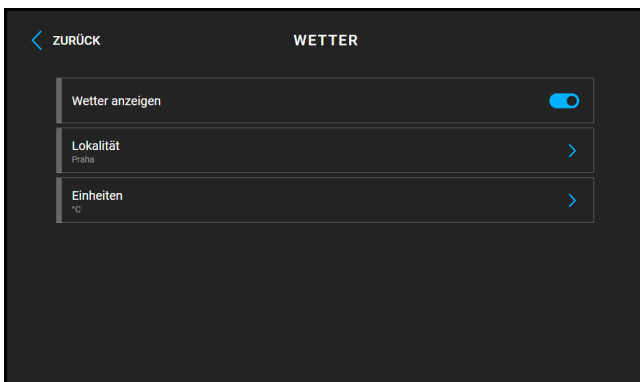 ZURÜCK
WETTER
Wetter anzeigen
Lokalität
Praha
Einheiten
°C